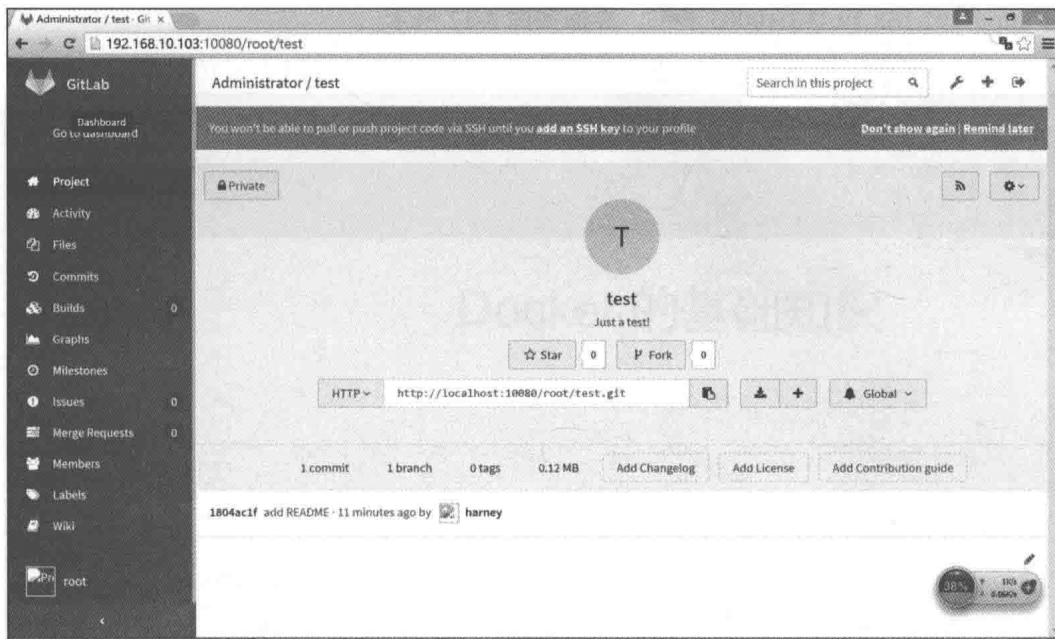 Administrator / test · Git
192.168.10.103:10080/root/test
GitLab
Administrator / test
Search in this project
Dashboard
Go to dashboard
You won't be able to pull or push project code via SSH until you add an SSH key to your profile
Don't show again | Remind later
Project
Private
Activity
Files
T
Commits
test
Builds 0
Just a test!
Graphs
Star 0 Fork 0
Milestones
HTTP http://localhost:10080/root/test.git Global
Issues 0
Merge Requests 0
Members
1 commit 1 branch 0 tags 0.12 MB Add Changelog Add License Add Contribution guide
Labels
1804ac1f add README · 11 minutes ago by harney
Wiki
root
38%